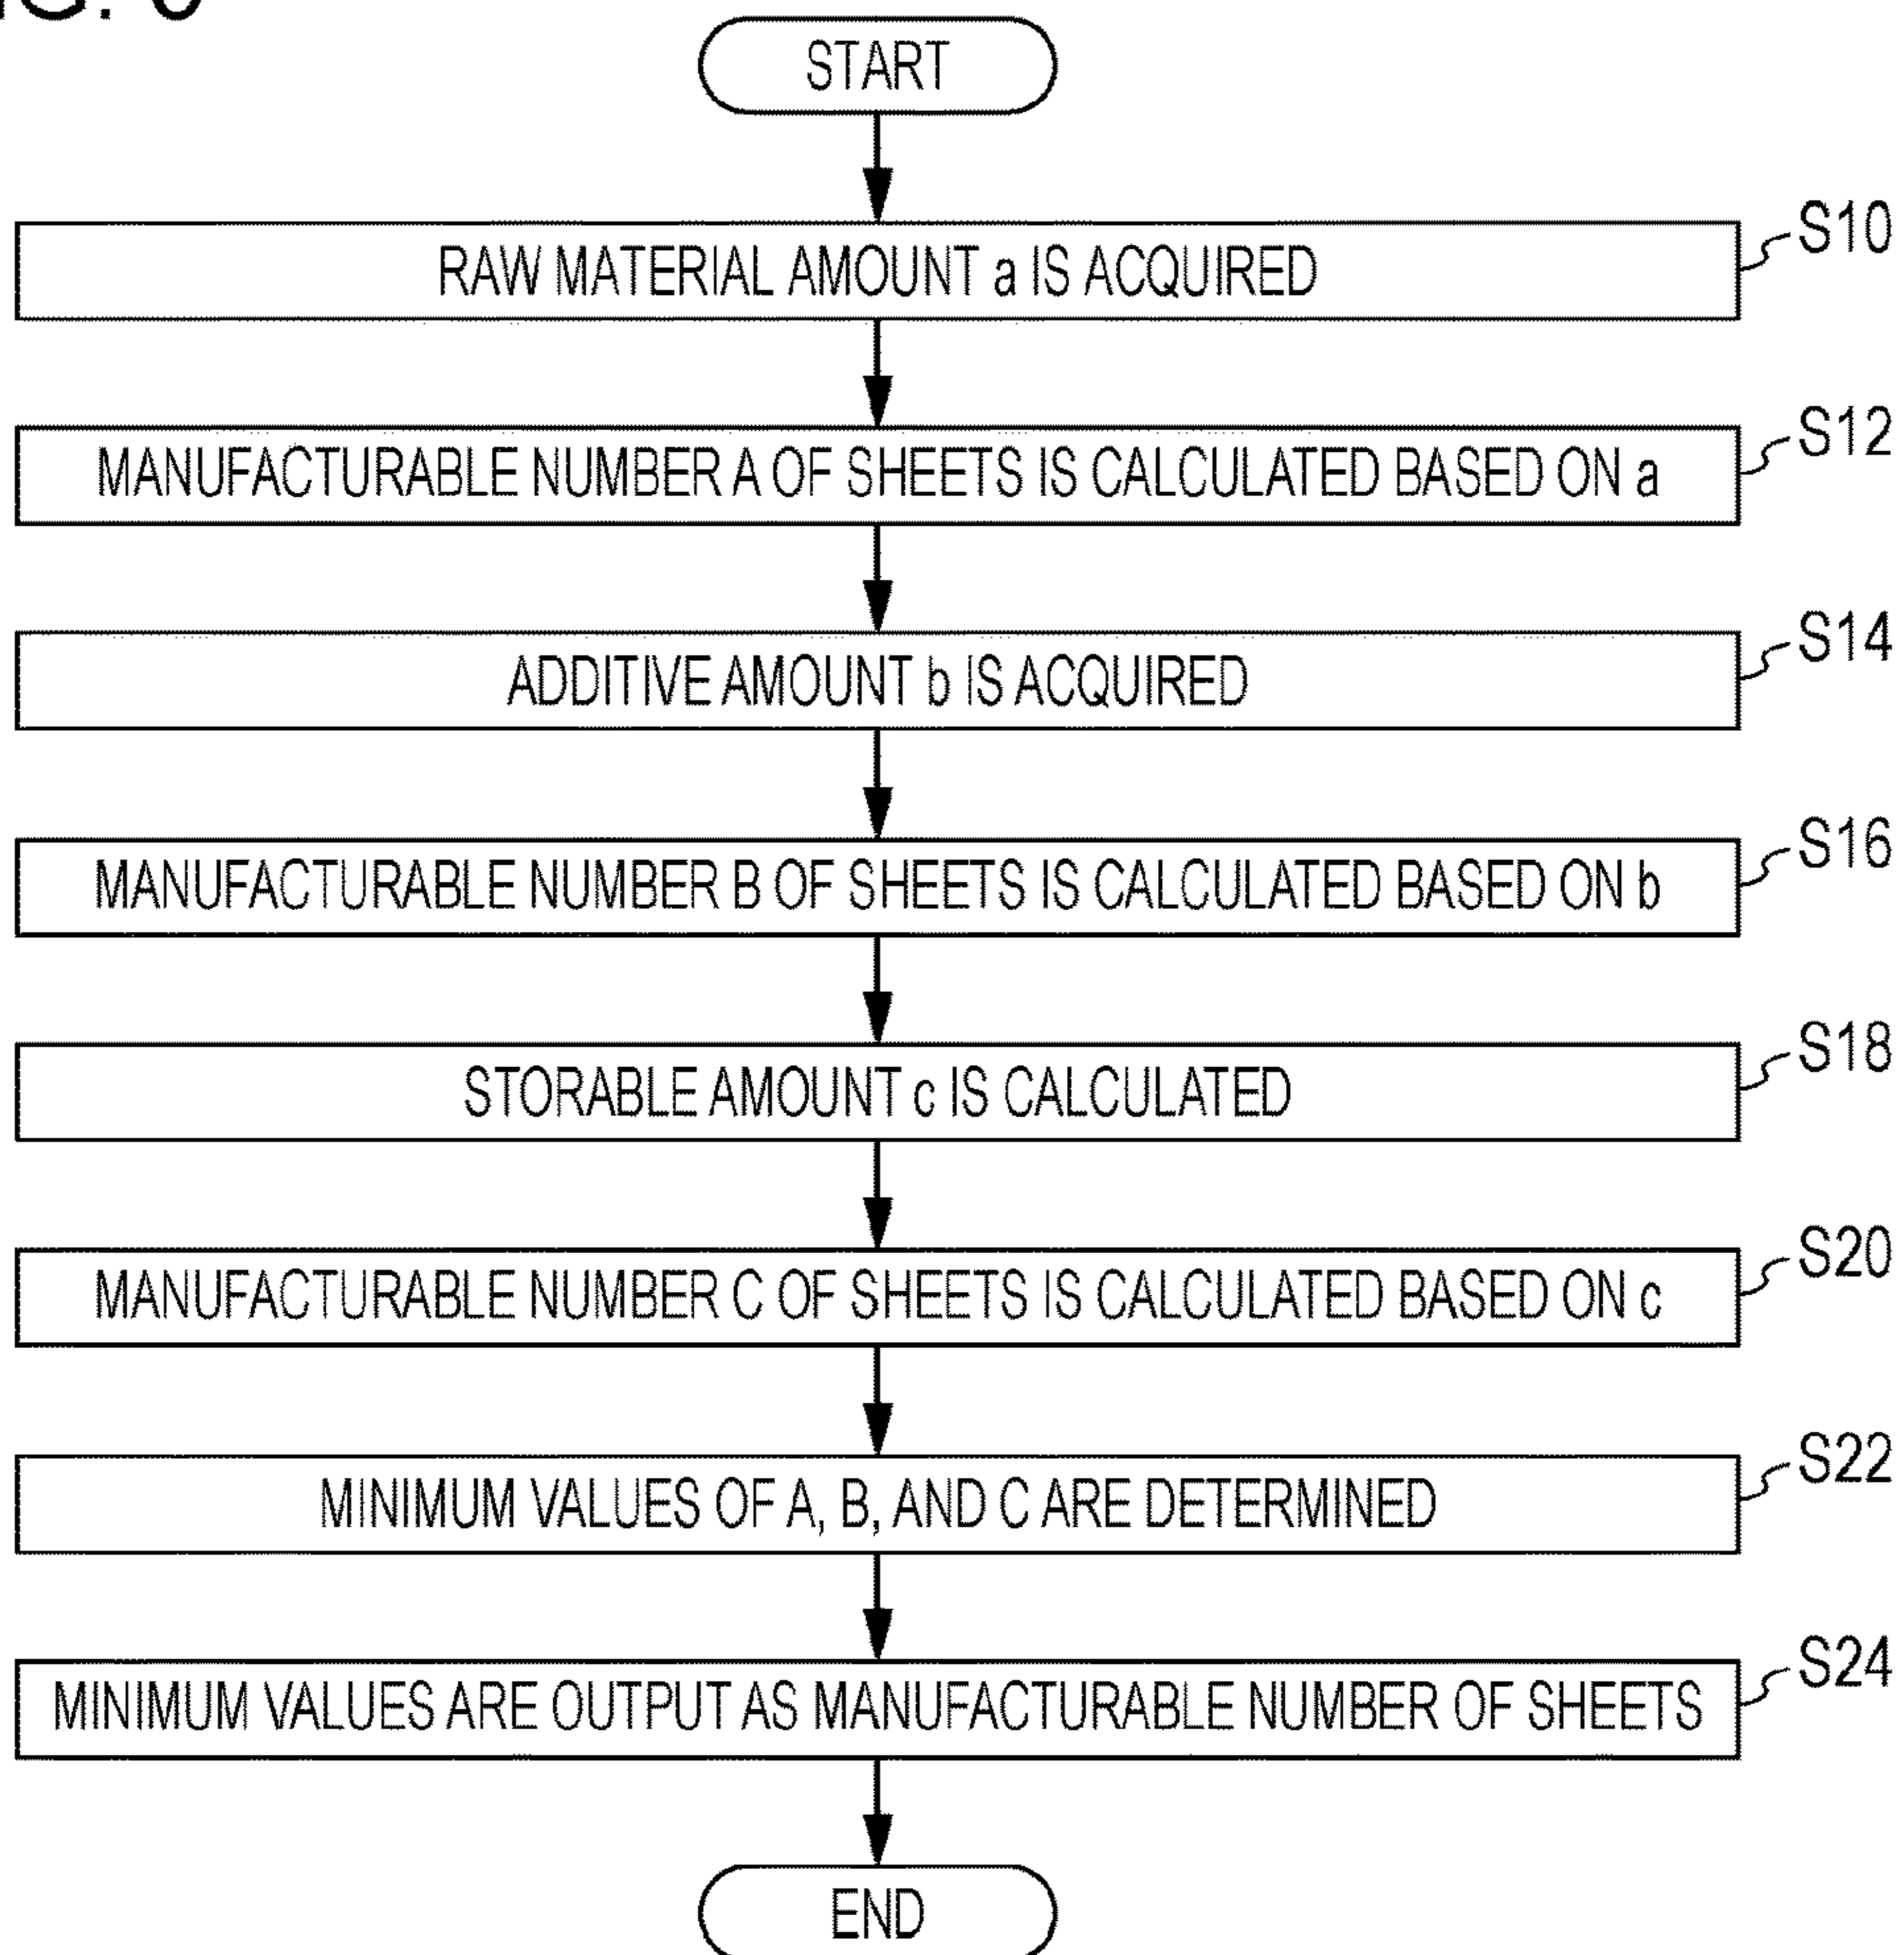 START
RAW MATERIAL AMOUNT a IS ACQUIRED
S10
MANUFACTURABLE NUMBER A OF SHEETS IS CALCULATED BASED ON a
S12
ADDITIVE AMOUNT b IS ACQUIRED
S14
MANUFACTURABLE NUMBER B OF SHEETS IS CALCULATED BASED ON b
S16
STORABLE AMOUNT c IS CALCULATED
S18
MANUFACTURABLE NUMBER C OF SHEETS IS CALCULATED BASED ON c
S20
MINIMUM VALUES OF A, B, AND C ARE DETERMINED
S22
MINIMUM VALUES ARE OUTPUT AS MANUFACTURABLE NUMBER OF SHEETS
S24
END